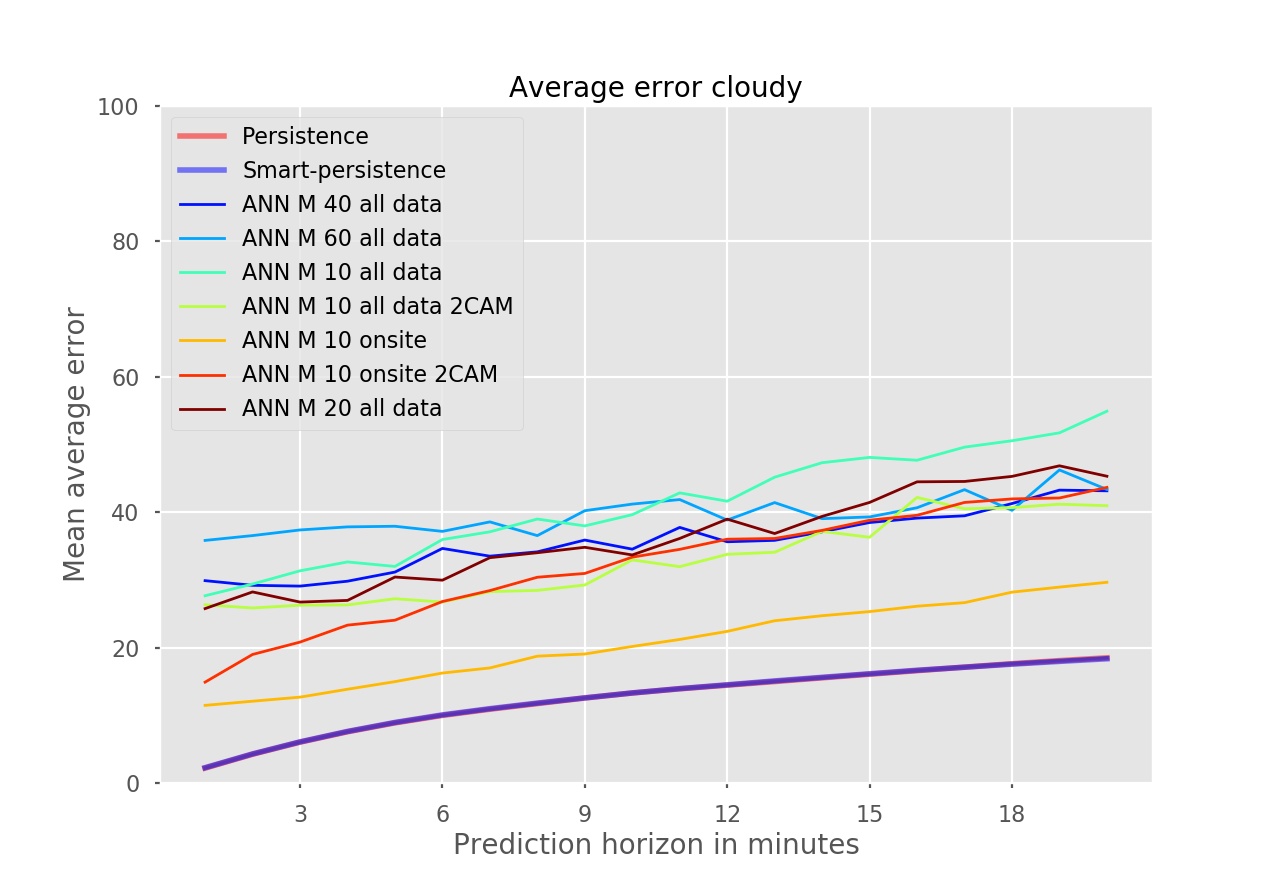 Average error cloudy
100
80
60
40
20
0
Mean average error
Persistence
Smart-persistence
ANN M 40 all data
ANN M 60 all data
ANN M 10 all data
ANN M 10 all data 2CAM
ANN M 10 onsite
ANN M 10 onsite 2CAM
ANN M 20 all data
3 6 9 12 15 18
Prediction horizon in minutes